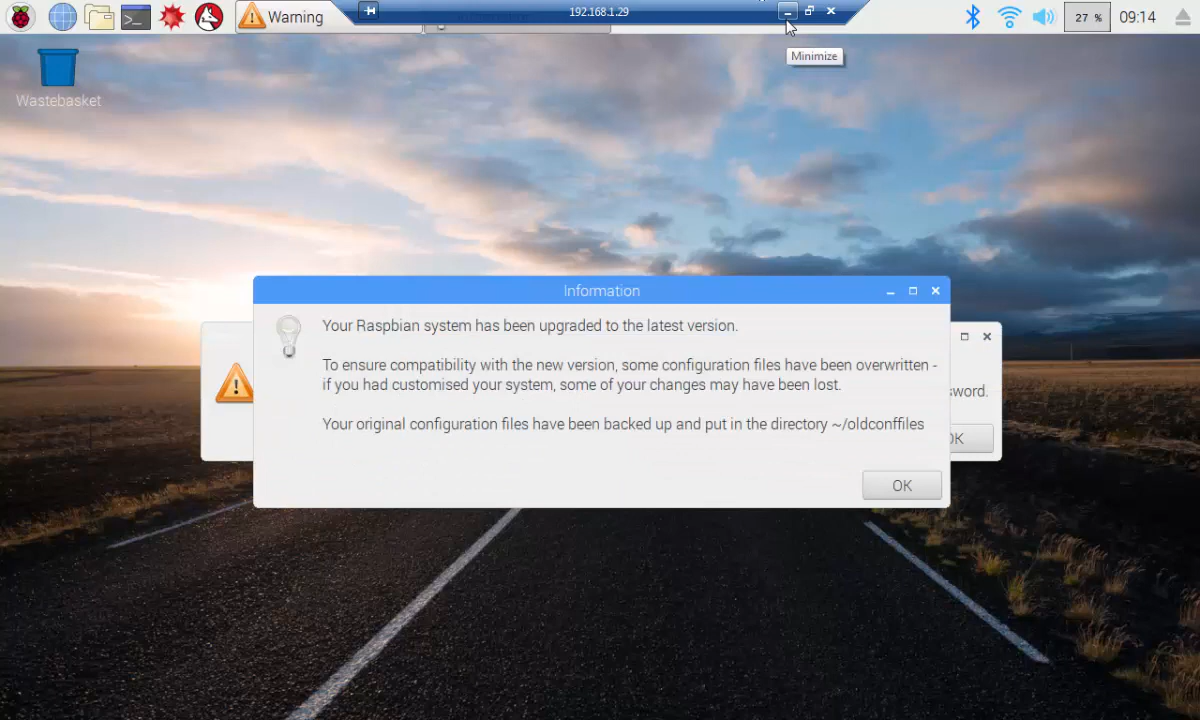 Warning
192.168.1.29
27 %
09:14
Minimize
Wastebasket
Information
Your Raspbian system has been upgraded to the latest version.
To ensure compatibility with the new version, some configuration files have been overwritten -
if you had customised your system, some of your changes may have been lost.
Your original configuration files have been backed up and put in the directory ~/oldconffiles
OK